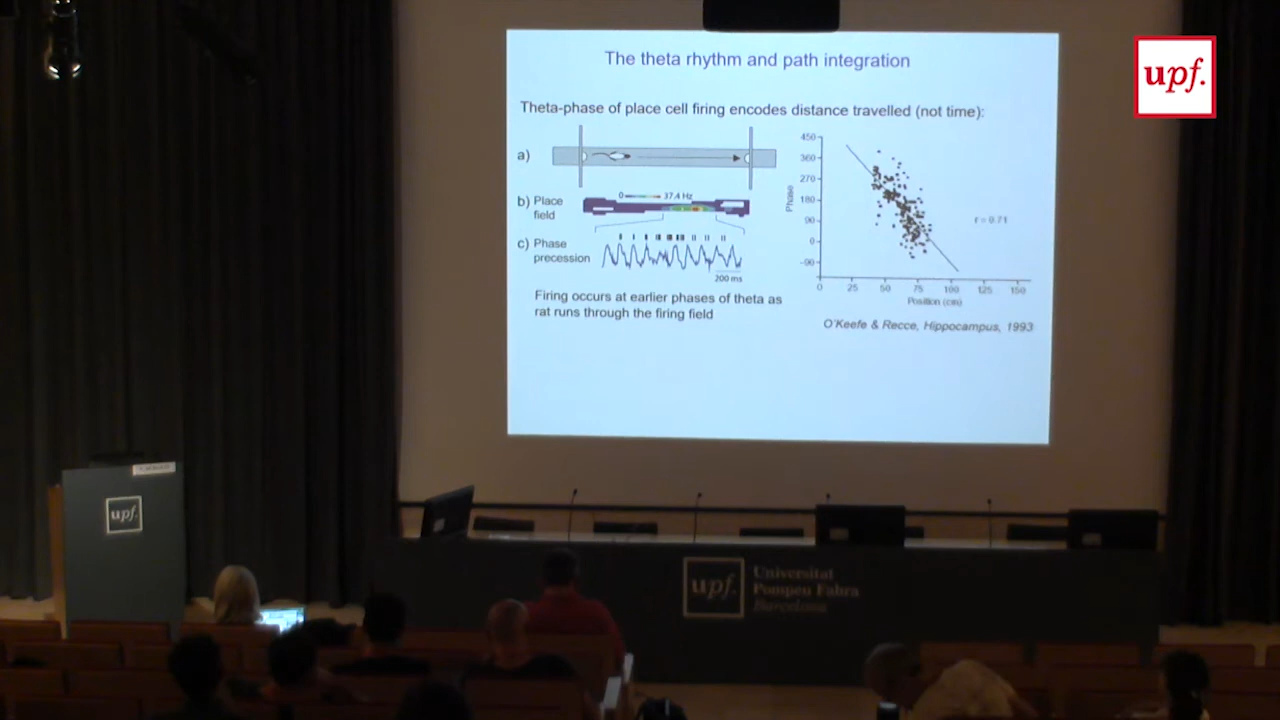 upf.
The theta rhythm and path integration
Theta-phase of place cell firing encodes distance travelled (not time):
a)
b) Place
field
0 37.4 Hz
c) Phase
precession
200 ms
Firing occurs at earlier phases of theta as
rat runs through the firing field
450
360
270
180
90
0
-90
Phase
0 25 50 75 100 125 150
Position (cm)
O'Keefe & Recce, Hippocampus, 1993
upf.
upf.
Universitat
Pompeu Fabra
Barcelona